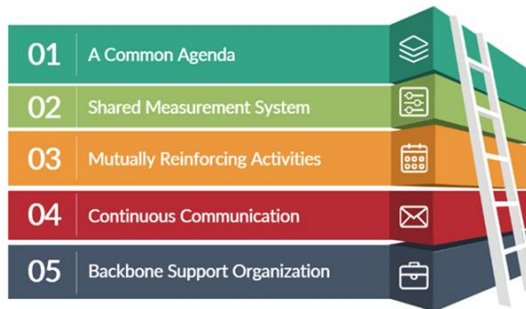 01 A Common Agenda
02 Shared Measurement System
03 Mutually Reinforcing Activities
04 Continuous Communication
05 Backbone Support Organization